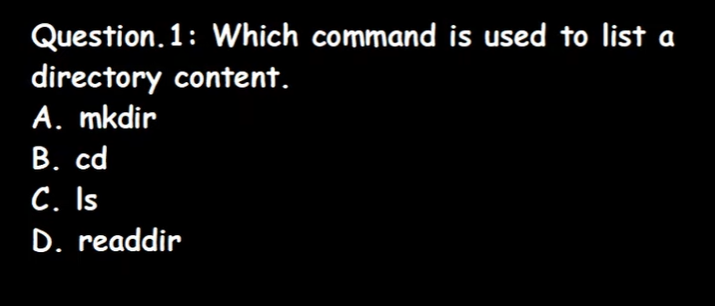 Question.1: Which command is used to list a
directory content.
A. mkdir
B. cd
C. ls
D. readdir